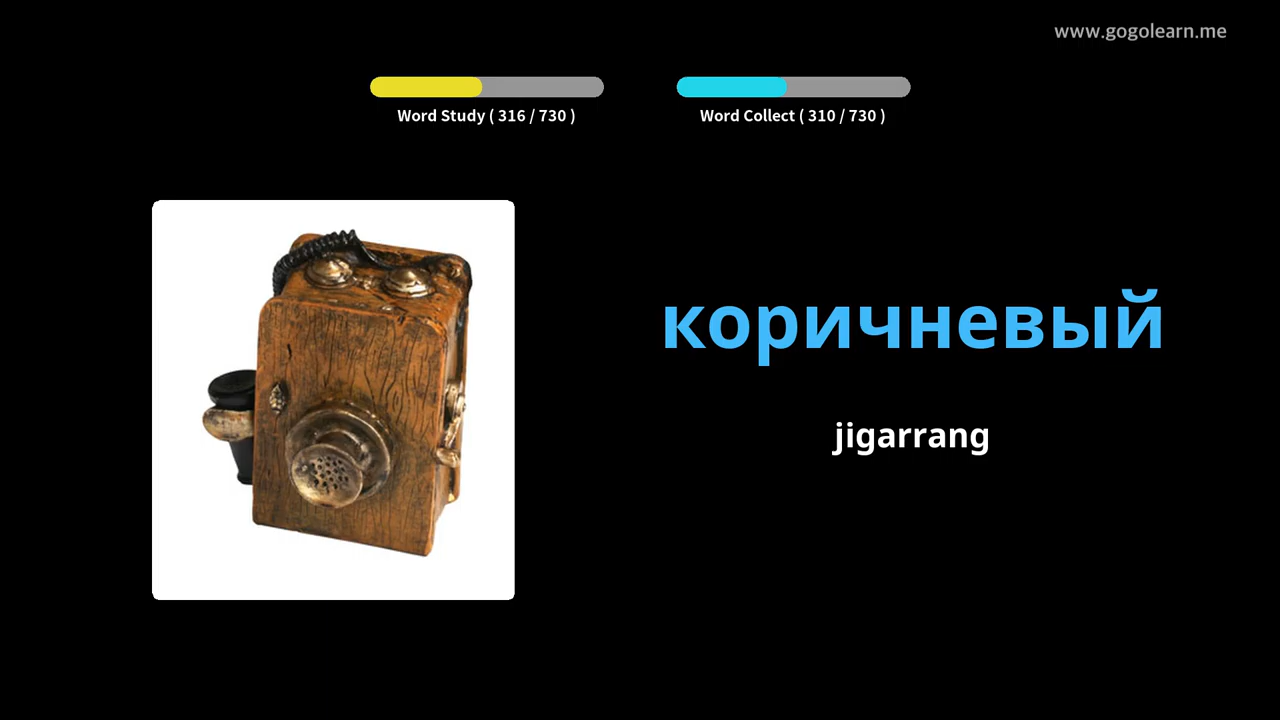 www.gogolearn.me
Word Study ( 316 / 730 )
Word Collect ( 310 / 730 )
коричневый
jigarrang